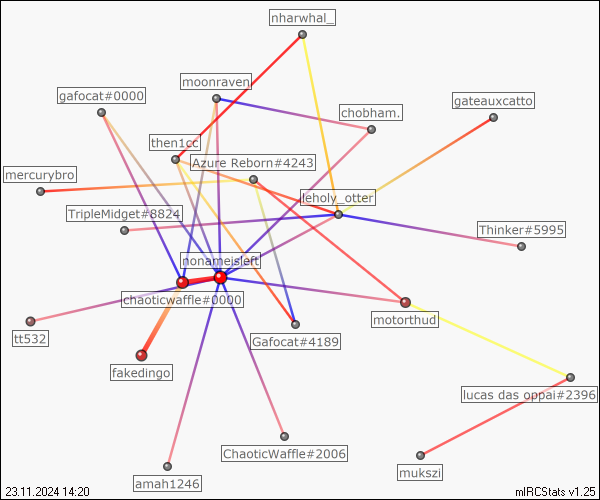 nharwhal_
moonraven
gafocat#0000
gateauxcatto
chobham.
then1cc
Azure Reborn#4243
mercurybro
leholy_otter
TripleMidget#8824
Thinker#5995
nonameisleft
chaoticwaffle#0000
motorthud
tt532
Gafocat#4189
fakedingo
lucas das oppai#2396
ChaoticWaffle#2006
mukszi
amah1246
23.11.2024 14:20
mIRCStats v1.25